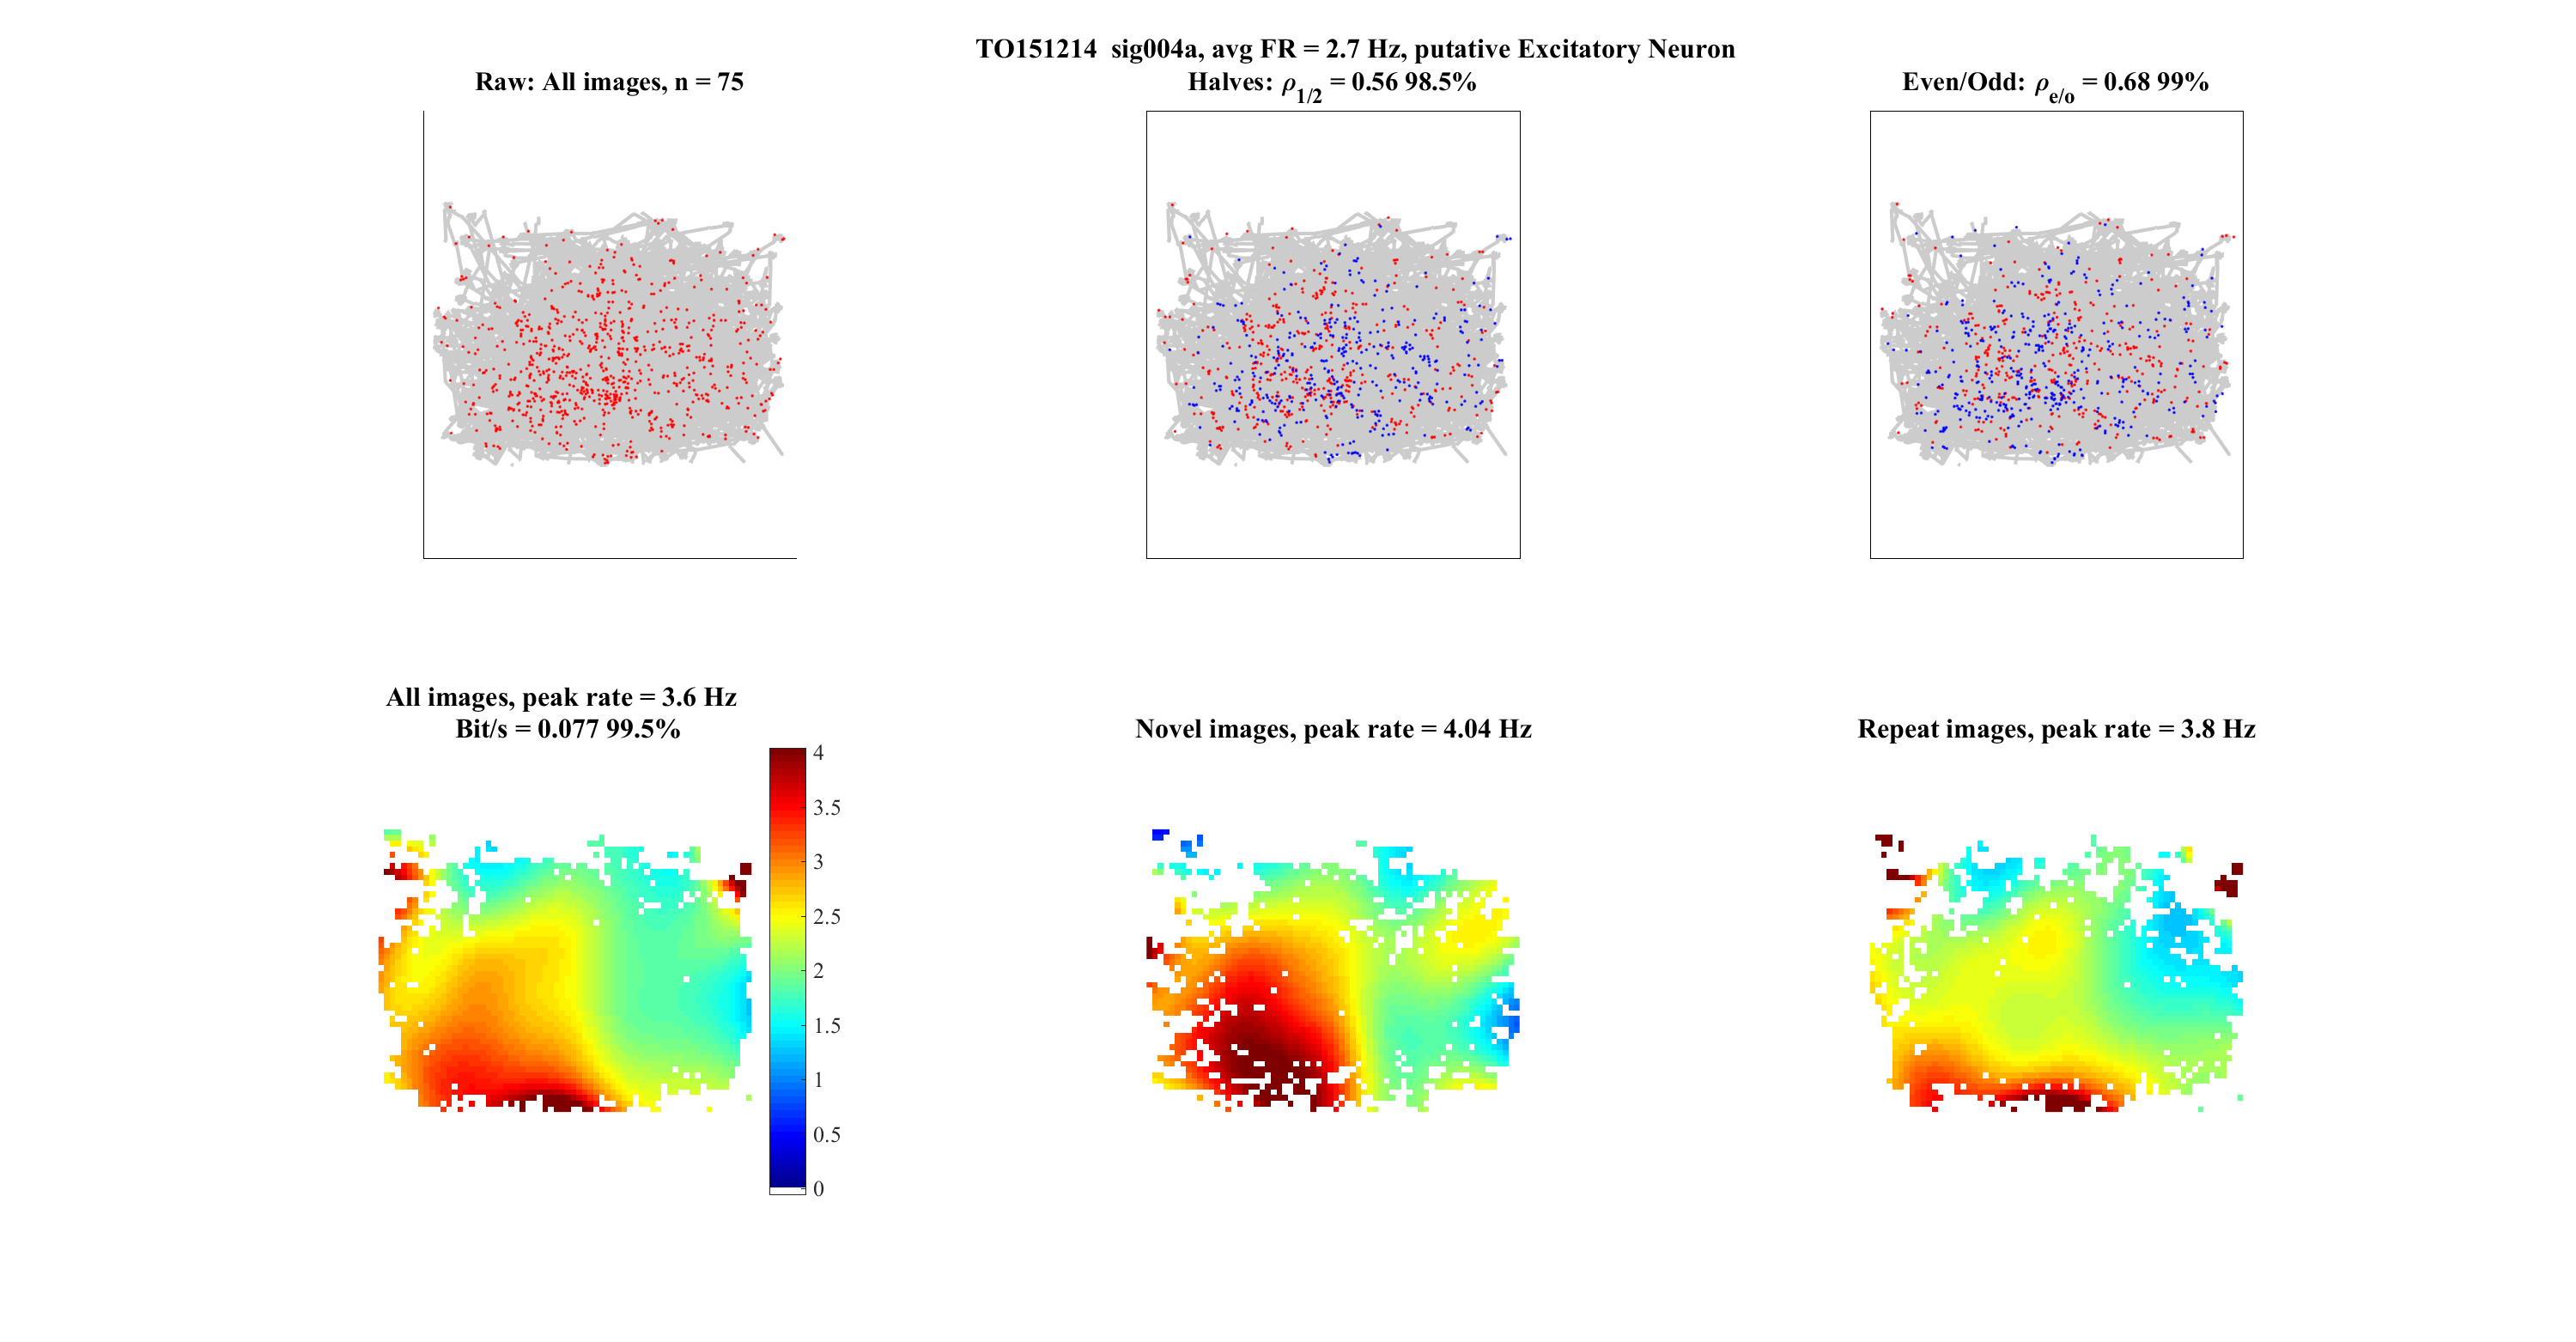 TO151214 sig004a, avg FR = 2.7 Hz, putative Excitatory Neuron
Raw: All images, n = 75
Halves: ρ1/2 = 0.56 98.5%
Even/Odd: ρe/o = 0.68 99%
All images, peak rate = 3.6 Hz
Bit/s = 0.077 99.5%
Novel images, peak rate = 4.04 Hz
Repeat images, peak rate = 3.8 Hz
4
3.5
3
2.5
2
1.5
1
0.5
0